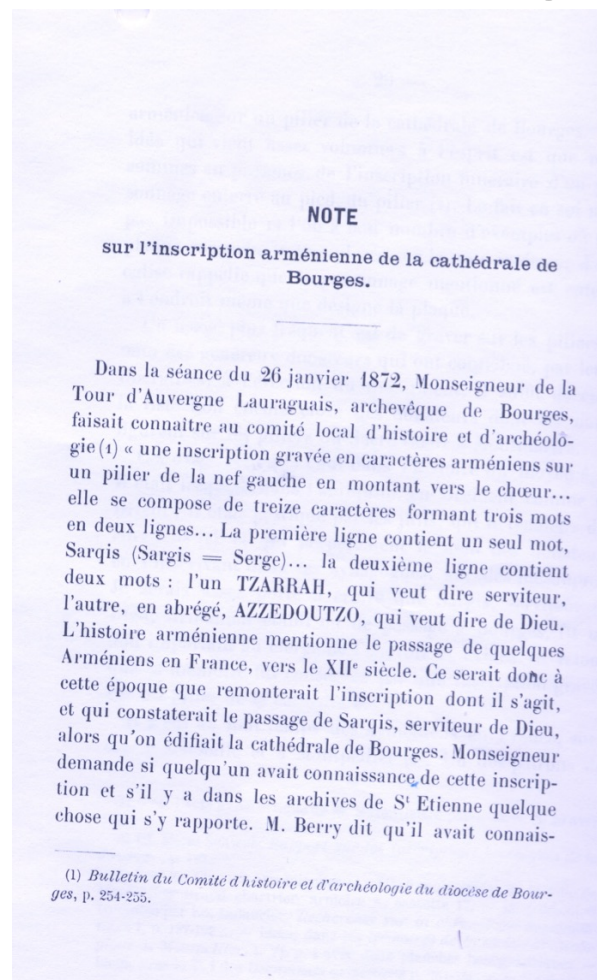 NOTE
sur l'inscription arménienne de la cathédrale de
Bourges.
Dans la séance du 26 janvier 1872, Monseigneur de la
Tour d'Auvergne Lauraguais, archevêque de Bourges,
faisait connaitre au comité local d'histoire et d'archéolo-
gie (1) « une inscription gravée en caractères arméniens sur
un pilier de la nef gauche en montant vers le chœur...
elle se compose de treize caractères formant trois mots
en deux lignes... La première ligne contient un seul mot,
Sarqis (Sargis = Serge)... la deuxième ligne contient
deux mots : l'un TZARRAH, qui veut dire serviteur,
l'autre, en abrégé, AZZEDOUTZO, qui veut dire de Dieu.
L'histoire arménienne mentionne le passage de quelques
Arméniens en France, vers le XIIe siècle. Ce serait donc à
cette époque que remonterait l'inscription dont il s'agit,
et qui constaterait le passage de Sarqis, serviteur de Dieu,
alors qu'on édifiait la cathédrale de Bourges. Monseigneur
demande si quelqu'un avait connaissance de cette inscrip-
tion et s'il y a dans les archives de St Etienne quelque
chose qui s'y rapporte. M. Berry dit qu'il avait connais-
(1) Bulletin du Comité d histoire et d'archéologie du diocèse de Bour-
ges, p. 254-255.